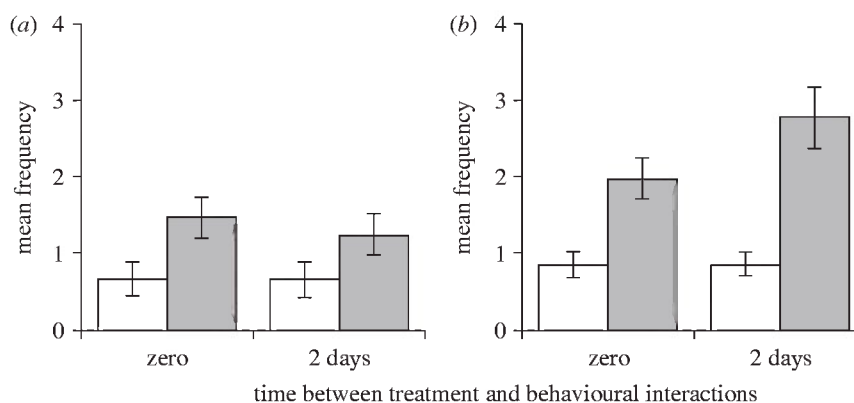 (a)
4
3
2
1
0
mean frequency
zero
2 days
(b)
4
3
2
1
0
mean frequency
zero
2 days
time between treatment and behavioural interactions